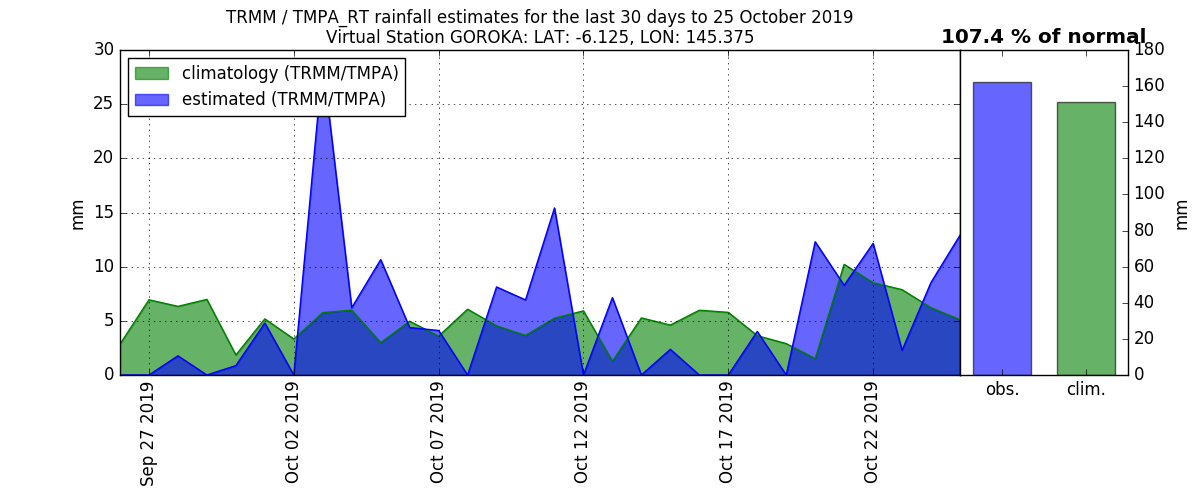 TRMM / TMPA_RT rainfall estimates for the last 30 days to 25 October 2019
Virtual Station GOROKA: LAT: -6.125, LON: 145.375
107.4 % of normal
climatology (TRMM/TMPA)
estimated (TRMM/TMPA)
30
25
20
15
10
5
0
mm
Sep 27 2019
Oct 02 2019
Oct 07 2019
Oct 12 2019
Oct 17 2019
Oct 22 2019
obs.
clim.
180
160
140
120
100
80
60
40
20
0
mm